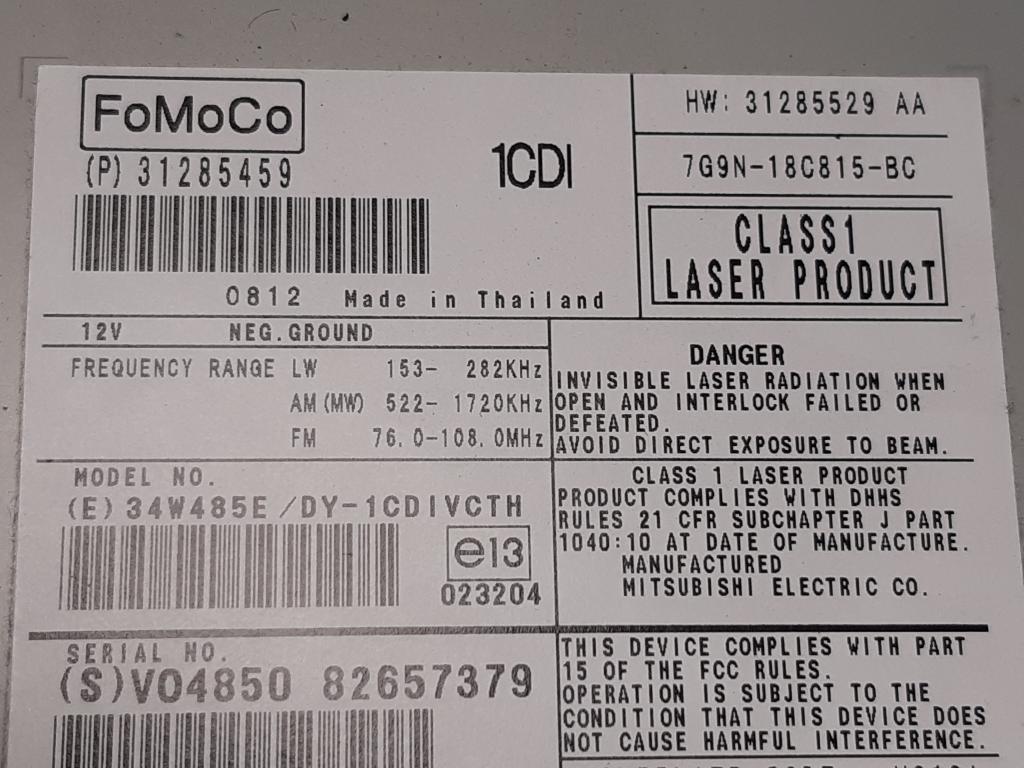 FoMoCo
(P) 31285459
1CDI
0812 Made in Thailand
HW: 31285529 AA
7G9N-18C815-BC
CLASS1
LASER PRODUCT
12V NEG.GROUND
FREQUENCY RANGE LW 153- 282KHz
AM(MW) 522- 1720KHz
FM 76.0-108.0MHz
DANGER
INVISIBLE LASER RADIATION WHEN
OPEN AND INTERLOCK FAILED OR
DEFEATED.
AVOID DIRECT EXPOSURE TO BEAM.
MODEL NO.
(E) 34W485E/DY-1CDIVCTH
e13
023204
CLASS 1 LASER PRODUCT
PRODUCT COMPLIES WITH DHHS
RULES 21 CFR SUBCHAPTER J PART
1040:10 AT DATE OF MANUFACTURE.
MANUFACTURED
MITSUBISHI ELECTRIC CO.
SERIAL NO.
(S)V04850 82657379
THIS DEVICE COMPLIES WITH PART
15 OF THE FCC RULES.
OPERATION IS SUBJECT TO THE
CONDITION THAT THIS DEVICE DOES
NOT CAUSE HARMFUL INTERFERENCE.